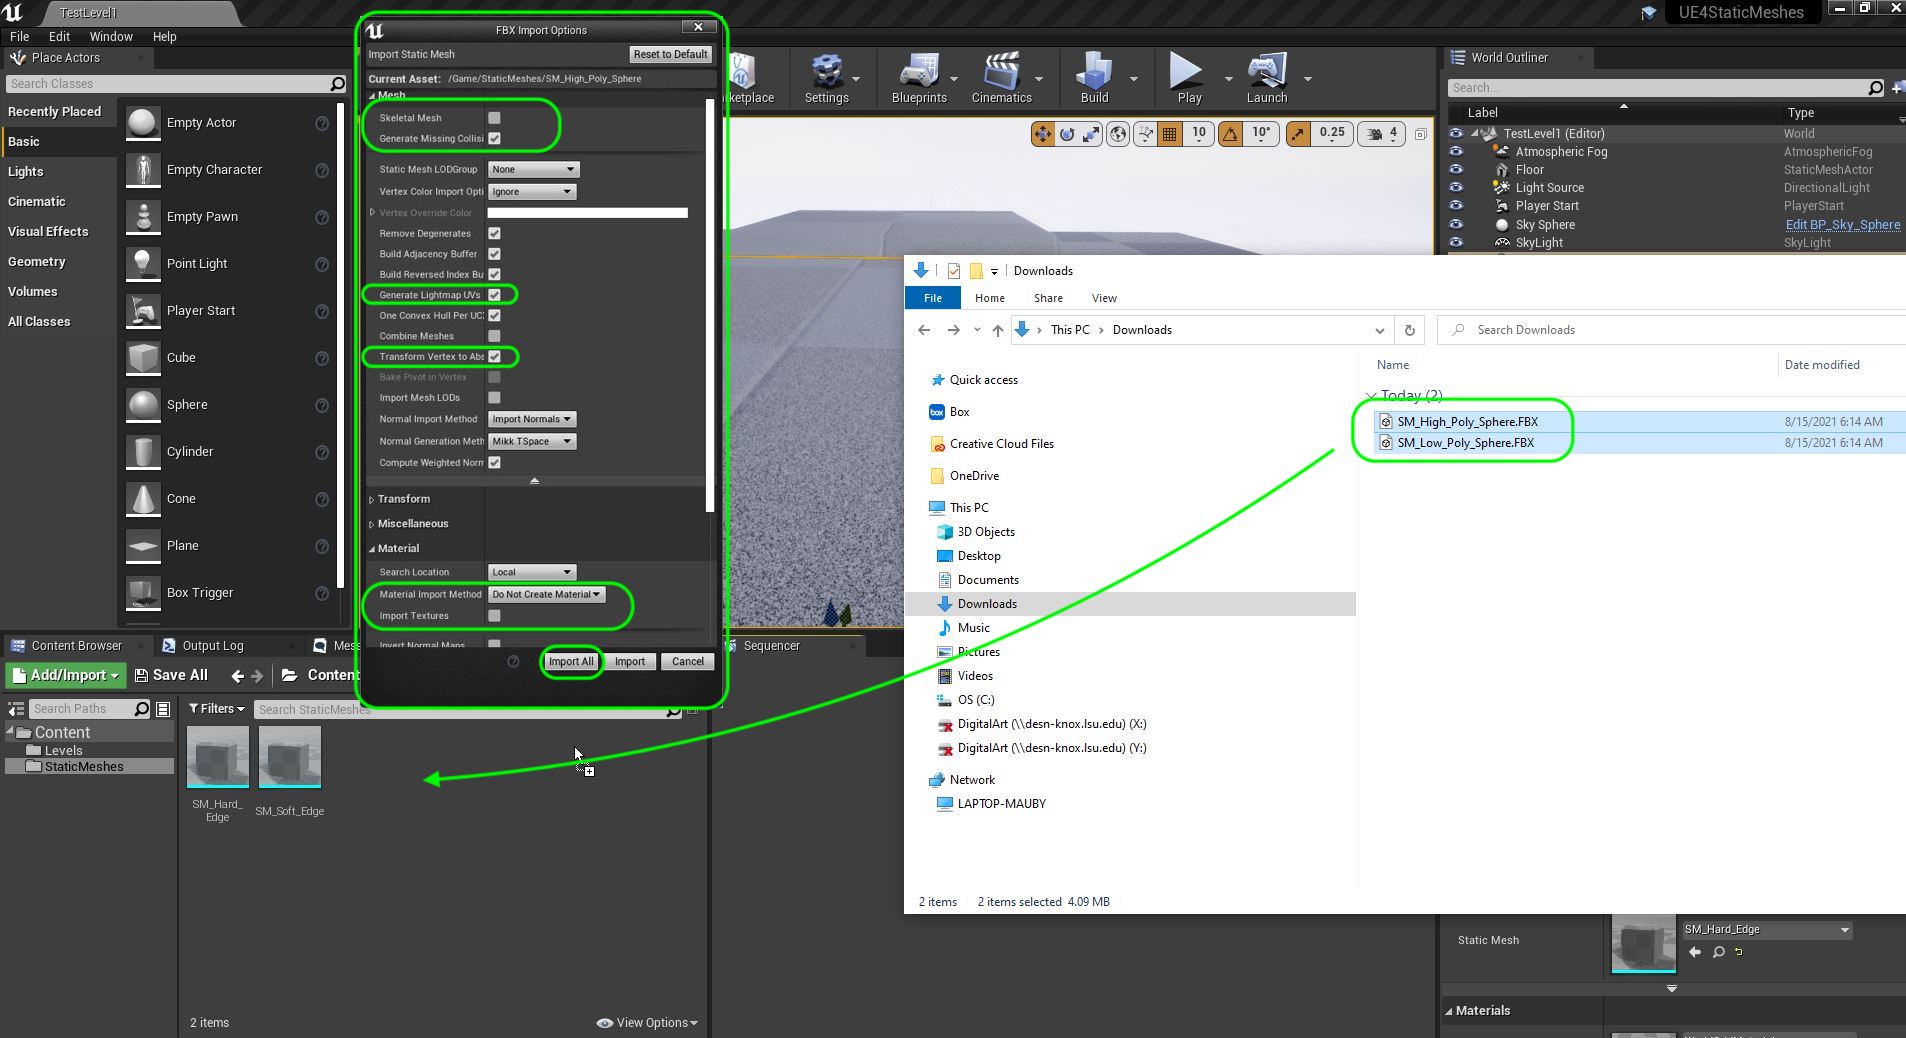 TestLevel1
UE4StaticMeshes
File Edit Window Help
Place Actors
Search Classes
Recently Placed
Basic
Lights
Cinematic
Visual Effects
Geometry
Volumes
All Classes
Empty Actor
Empty Character
Empty Pawn
Point Light
Player Start
Cube
Sphere
Cylinder
Cone
Plane
Box Trigger
FBX Import Options
Import Static Mesh
Reset to Default
Current Asset: /Game/StaticMeshes/SM_High_Poly_Sphere
Mesh
Skeletal Mesh
Generate Missing Collisi
Static Mesh LODGroup None
Vertex Color Import Opti Ignore
Vertex Override Color
Remove Degenerates
Build Adjacency Buffer
Build Reversed Index Bu
Generate Lightmap UVs
One Convex Hull Per UC
Combine Meshes
Transform Vertex to Abs
Bake Pivot in Vertex
Import Mesh LODs
Normal Import Method Import Normals
Normal Generation Meth Mikk TSpace
Compute Weighted Norm
Transform
Miscellaneous
Material
Search Location Local
Material Import Method Do Not Create Material
Import Textures
Invert Normal Maps
Import All Import Cancel
ketplace
Settings
Blueprints
Cinematics
Build
Play
Launch
10 10° 0.25 4
World Outliner
Search...
Label Type
TestLevel1 (Editor) World
Atmospheric Fog AtmosphericFog
Floor StaticMeshActor
Light Source DirectionalLight
Player Start PlayerStart
Sky Sphere Edit BP_Sky_Sphere
SkyLight SkyLight
Downloads
File Home Share View
This PC Downloads
Search Downloads
Name Date modified
Today (2)
SM_High_Poly_Sphere.FBX 8/15/2021 6:14 AM
SM_Low_Poly_Sphere.FBX 8/15/2021 6:14 AM
Quick access
box Box
Creative Cloud Files
OneDrive
This PC
3D Objects
Desktop
Documents
Downloads
Music
Pictures
Videos
OS (C:)
DigitalArt (\\desn-knox.lsu.edu) (X:)
DigitalArt (\\desn-knox.lsu.edu) (Y:)
Network
LAPTOP-MAUBY
2 items 2 items selected 4.09 MB
Content Browser
Output Log
Mess
Sequencer
Add/Import
Save All
Conten
Search Paths
Filters
Search StaticMeshes
Content
Levels
StaticMeshes
SM_Hard_
Edge
SM_Soft_Edge
2 items
View Options
Static Mesh
SM_Hard_Edge
Materials